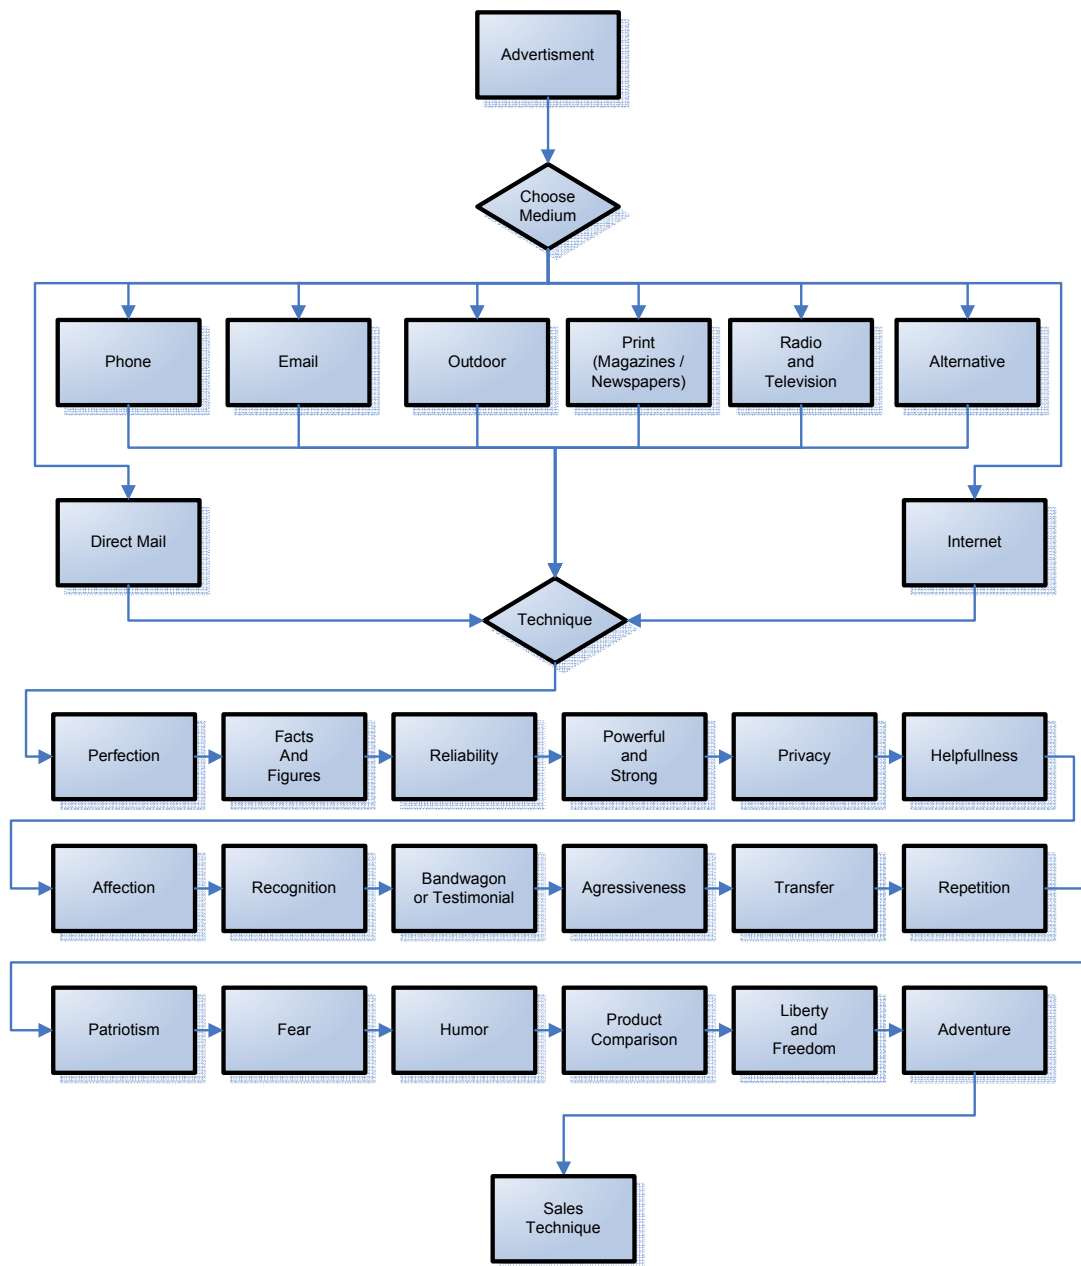 Advertisment
Choose
Medium
Phone
Email
Outdoor
Print
(Magazines /
Newspapers)
Radio
and
Television
Alternative
Direct Mail
Internet
Technique
Perfection
Facts
And
Figures
Reliability
Powerful
and
Strong
Privacy
Helpfullness
Affection
Recognition
Bandwagon
or Testimonial
Agressiveness
Transfer
Repetition
Patriotism
Fear
Humor
Product
Comparison
Liberty
and
Freedom
Adventure
Sales
Technique